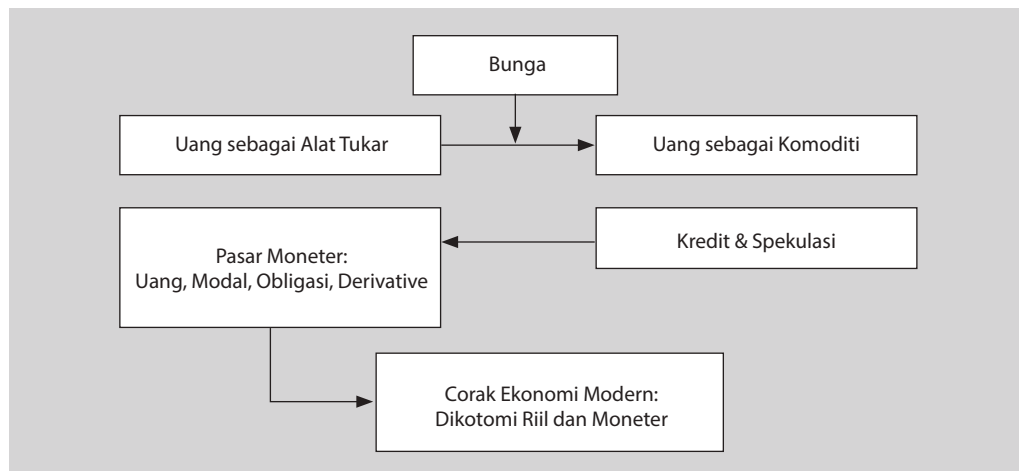 Bunga
Uang sebagai Alat Tukar
Uang sebagai Komoditi
Pasar Moneter:
Uang, Modal, Obligasi, Derivative
Kredit & Spekulasi
Corak Ekonomi Modern:
Dikotomi Riil dan Moneter